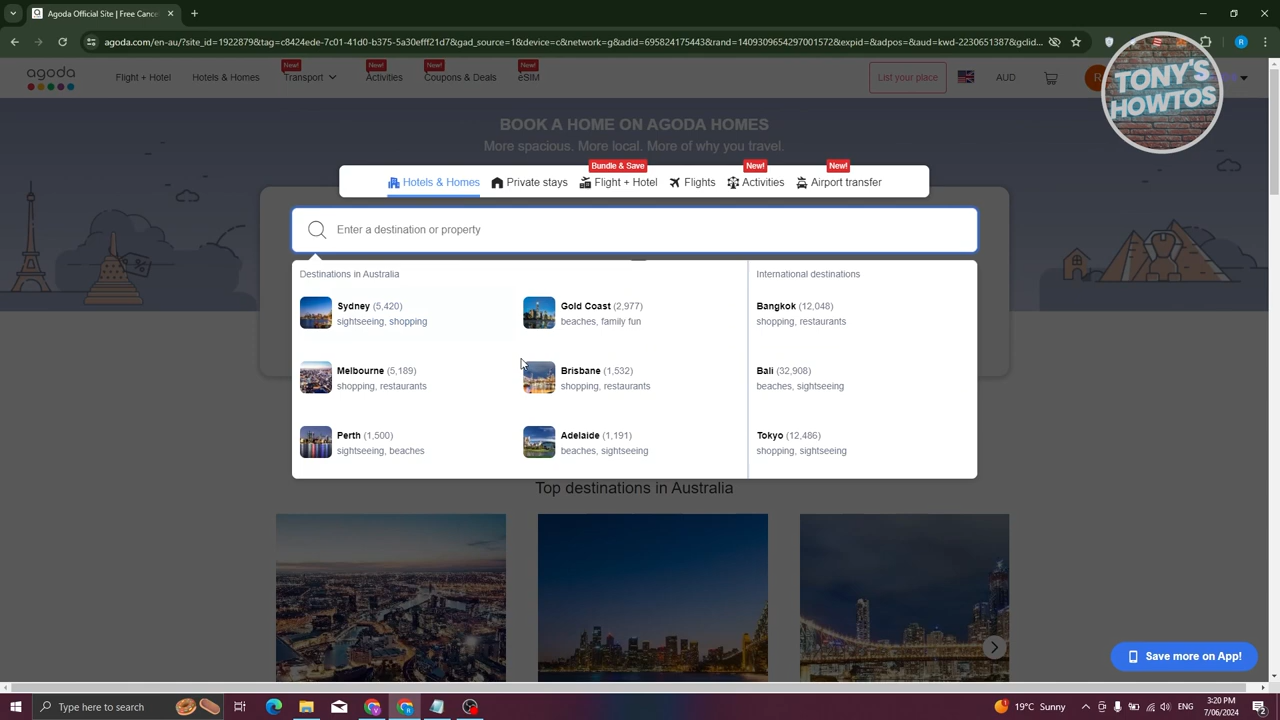 Agoda Official Site | Free Canc
agoda.com/en-au/?site_id=1922879&tag=c8424ede-7c01-41d0-b375-5a30eff21d7&gad_source=1&device=c&network=g&adid=695824175443&rand=1409309654297001572&expid=&adpos=&aud=kwd-2230651387&gclid...
agoda
Flight + Hotel
Hotels & Homes
New!
Transport
New!
Activities
New!
Coupons & Deals
New!
eSIM
List your place
AUD
R
TONY'S
HOWTOS
BOOK A HOME ON AGODA HOMES
More spacious. More local. More of why you travel.
Bundle & Save
New!
New!
Hotels & Homes
Private stays
Flight + Hotel
Flights
Activities
Airport transfer
Enter a destination or property
Destinations in Australia
Sydney (5,420)
sightseeing, shopping
Gold Coast (2,977)
beaches, family fun
Melbourne (5,189)
shopping, restaurants
Brisbane (1,532)
shopping, restaurants
Perth (1,500)
sightseeing, beaches
Adelaide (1,191)
beaches, sightseeing
International destinations
Bangkok (12,048)
shopping, restaurants
Bali (32,908)
beaches, sightseeing
Tokyo (12,486)
shopping, sightseeing
Top destinations in Australia
Save more on App!
Type here to search
19°C Sunny
ENG
3:20 PM
7/06/2024
2